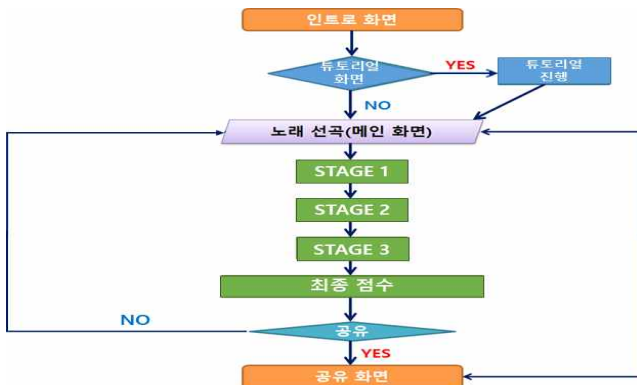 인트로 화면
튜토리얼
화면
YES
튜토리얼
진행
NO
노래 선곡(메인 화면)
STAGE 1
STAGE 2
STAGE 3
최종 점수
NO
공유
YES
공유 화면